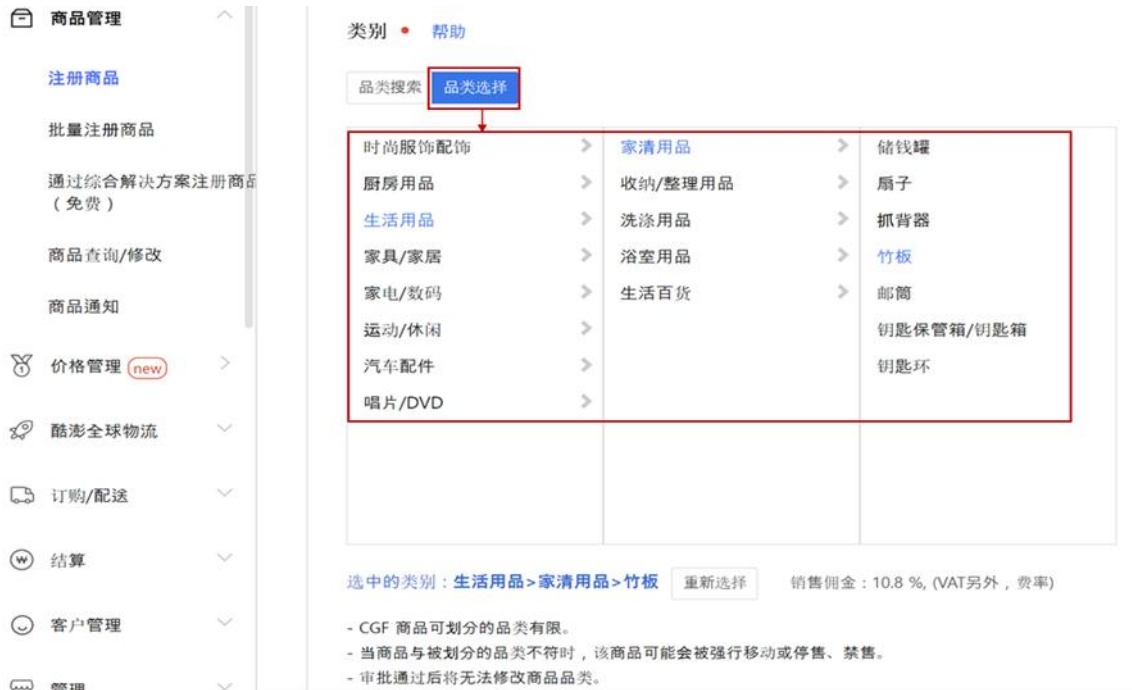 商品管理
注册商品
批量注册商品
通过综合解决方案注册商品
(免费)
商品查询/修改
商品通知
价格管理 new
酷澎全球物流
订购/配送
结算
客户管理
管理
类别 • 帮助
品类搜索 品类选择
时尚服饰配饰 家清用品 储钱罐
厨房用品 收纳/整理用品 扇子
生活用品 洗涤用品 抓背器
家具/家居 浴室用品 竹板
家电/数码 生活百货 邮筒
运动/休闲 钥匙保管箱/钥匙箱
汽车配件 钥匙环
唱片/DVD
选中的类别:生活用品>家清用品>竹板 重新选择 销售佣金:10.8 %, (VAT另外,费率)
- CGF 商品可划分的品类有限。
- 当商品与被划分的品类不符时,该商品可能会被强行移动或停售、禁售。
- 审批通过后将无法修改商品品类。